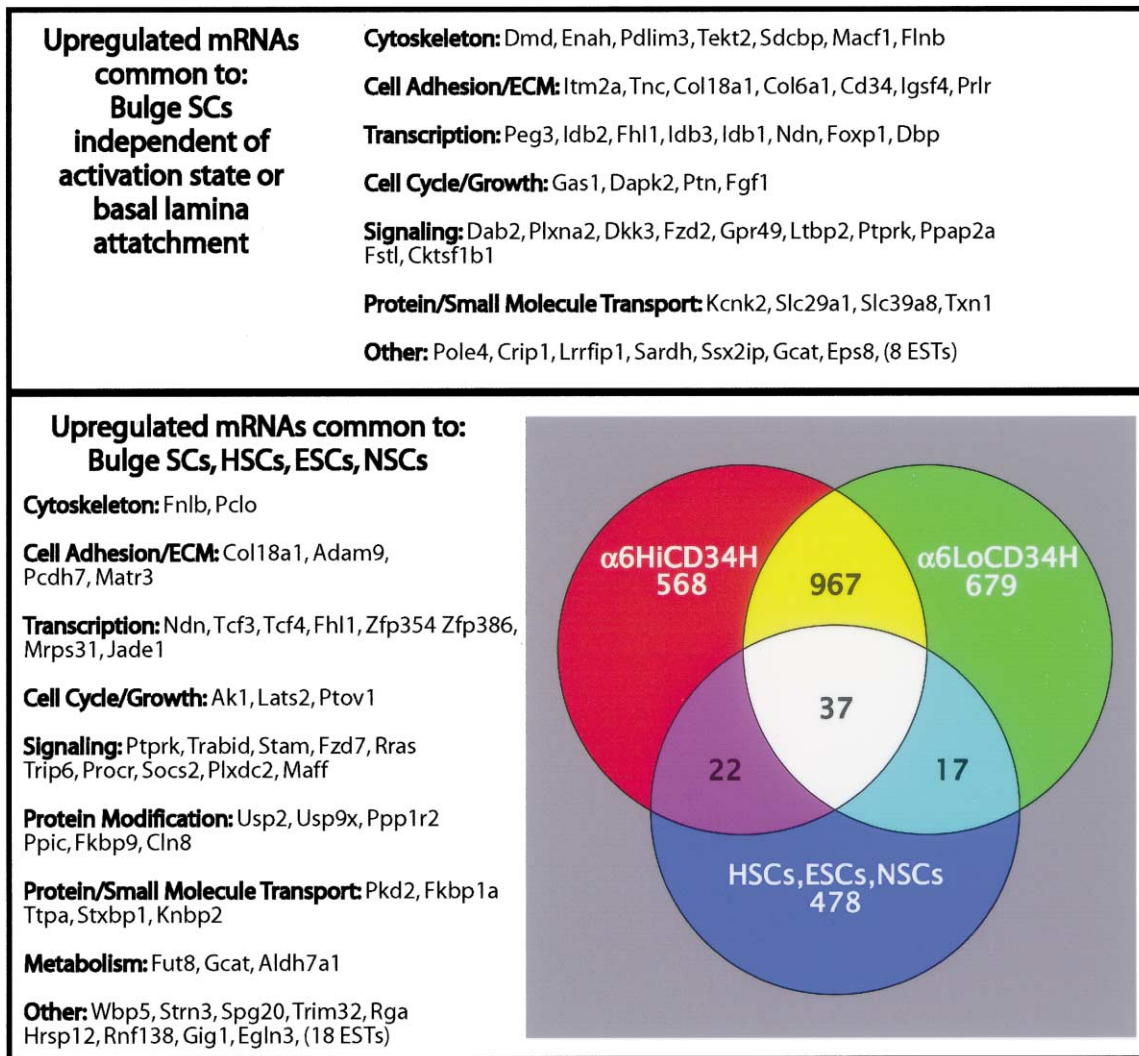 Upregulated mRNAs
common to:
Bulge SCs
independent of
activation state or
basal lamina
attatchment
Cytoskeleton: Dmd, Enah, Pdlim3, Tekt2, Sdcbp, Macf1, Flnb
Cell Adhesion/ECM: Itm2a, Tnc, Col18a1, Col6a1, Cd34, Igsf4, Prlr
Transcription: Peg3, Idb2, Fhl1, Idb3, Idb1, Ndn, Foxp1, Dbp
Cell Cycle/Growth: Gas1, Dapk2, Ptn, Fgf1
Signaling: Dab2, Plxna2, Dkk3, Fzd2, Gpr49, Ltbp2, Ptprk, Ppap2a
Fstl, Cktsf1b1
Protein/Small Molecule Transport: Kcnk2, Slc29a1, Slc39a8, Txn1
Other: Pole4, Crip1, Lrrfip1, Sardh, Ssx2ip, Gcat, Eps8, (8 ESTs)
Upregulated mRNAs common to:
Bulge SCs, HSCs, ESCs, NSCs
Cytoskeleton: Fnlb, Pclo
Cell Adhesion/ECM: Col18a1, Adam9,
Pcdh7, Matr3
Transcription: Ndn, Tcf3, Tcf4, Fhl1, Zfp354 Zfp386,
Mrps31, Jade1
Cell Cycle/Growth: Ak1, Lats2, Ptov1
Signaling: Ptprk, Trabid, Stam, Fzd7, Rras
Trip6, Procr, Socs2, Plxdc2, Maff
Protein Modification: Usp2, Usp9x, Ppp1r2
Ppic, Fkbp9, Cln8
Protein/Small Molecule Transport: Pkd2, Fkbp1a
Ttpa, Stxbp1, Knbp2
Metabolism: Fut8, Gcat, Aldh7a1
Other: Wbp5, Strn3, Spg20, Trim32, Rga
Hrsp12, Rnf138, Gig1, Egln3, (18 ESTs)
α6HiCD34H
568
967
α6LoCD34H
679
37
22
17
HSCs,ESCs,NSCs
478